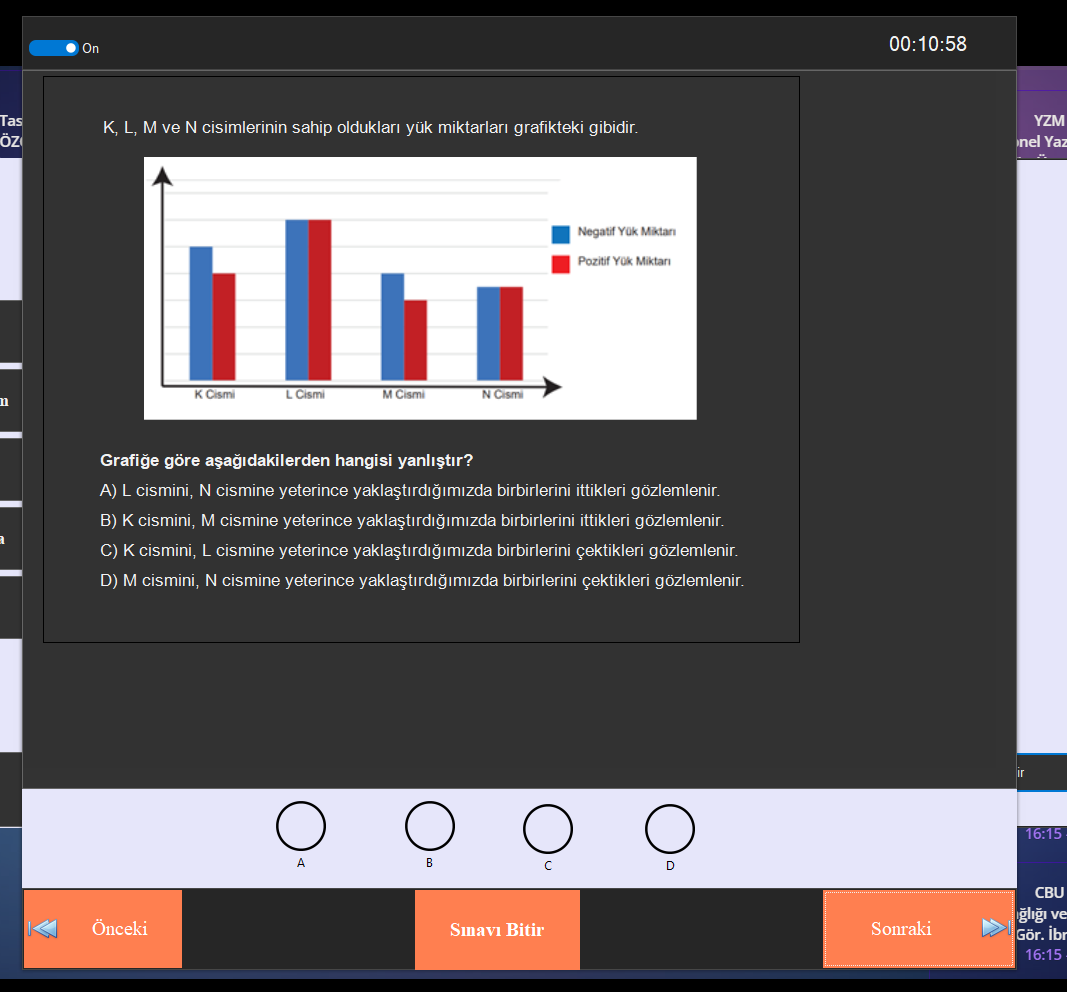 On
00:10:58
Tas
YZM
onel Yaz
K, L, M ve N cisimlerinin sahip oldukları yük miktarları grafikteki gibidir.
Negatif Yük Miktarı
Pozitif Yük Miktarı
K Cismi L Cismi M Cismi N Cismi
Grafiğe göre aşağıdakilerden hangisi yanlıştır?
A) L cismini, N cismine yeterince yaklaştırdığımızda birbirlerini ittikleri gözlemlenir.
B) K cismini, M cismine yeterince yaklaştırdığımızda birbirlerini ittikleri gözlemlenir.
C) K cismini, L cismine yeterince yaklaştırdığımızda birbirlerini çektikleri gözlemlenir.
D) M cismini, N cismine yeterince yaklaştırdığımızda birbirlerini çektikleri gözlemlenir.
ir
A B C D
16:15
CBU
ğlığı ve
Gör. İbr
16:15
Önceki
Sınavı Bitir
Sonraki